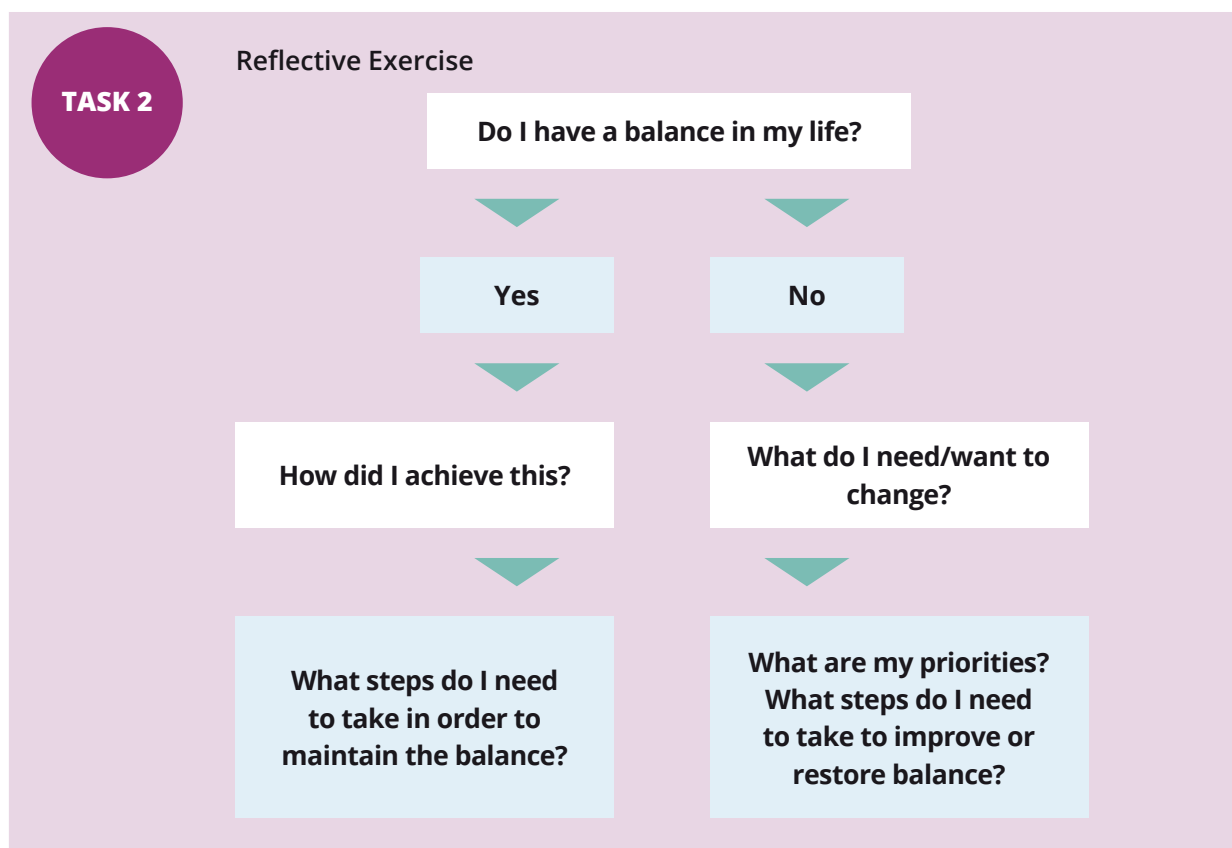 TASK 2
Reflective Exercise
Do I have a balance in my life?
Yes
No
How did I achieve this?
What do I need/want to
change?
What steps do I need
to take in order to
maintain the balance?
What are my priorities?
What steps do I need
to take to improve or
restore balance?